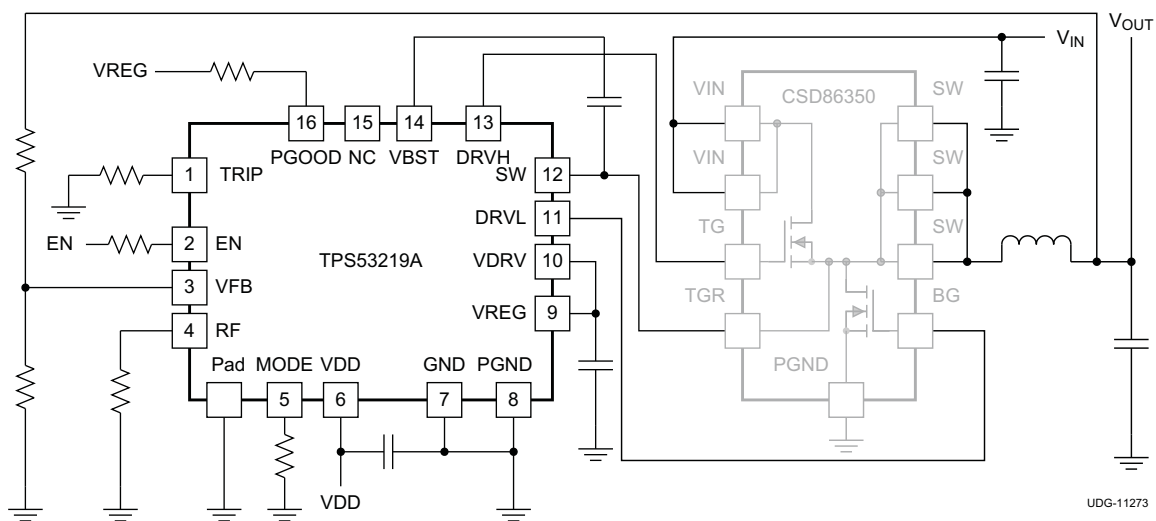 VOUT
VIN
VREG
VIN
CSD86350
SW
16
15
14
13
PGOOD
NC
VBST
DRVH
VIN
SW
1
TRIP
SW
12
DRVL
11
TG
SW
EN
2
EN
TPS53219A
VDRV
10
3
VFB
TGR
BG
VREG
9
4
RF
Pad
MODE
VDD
GND
PGND
PGND
5
6
7
8
VDD
UDG-11273